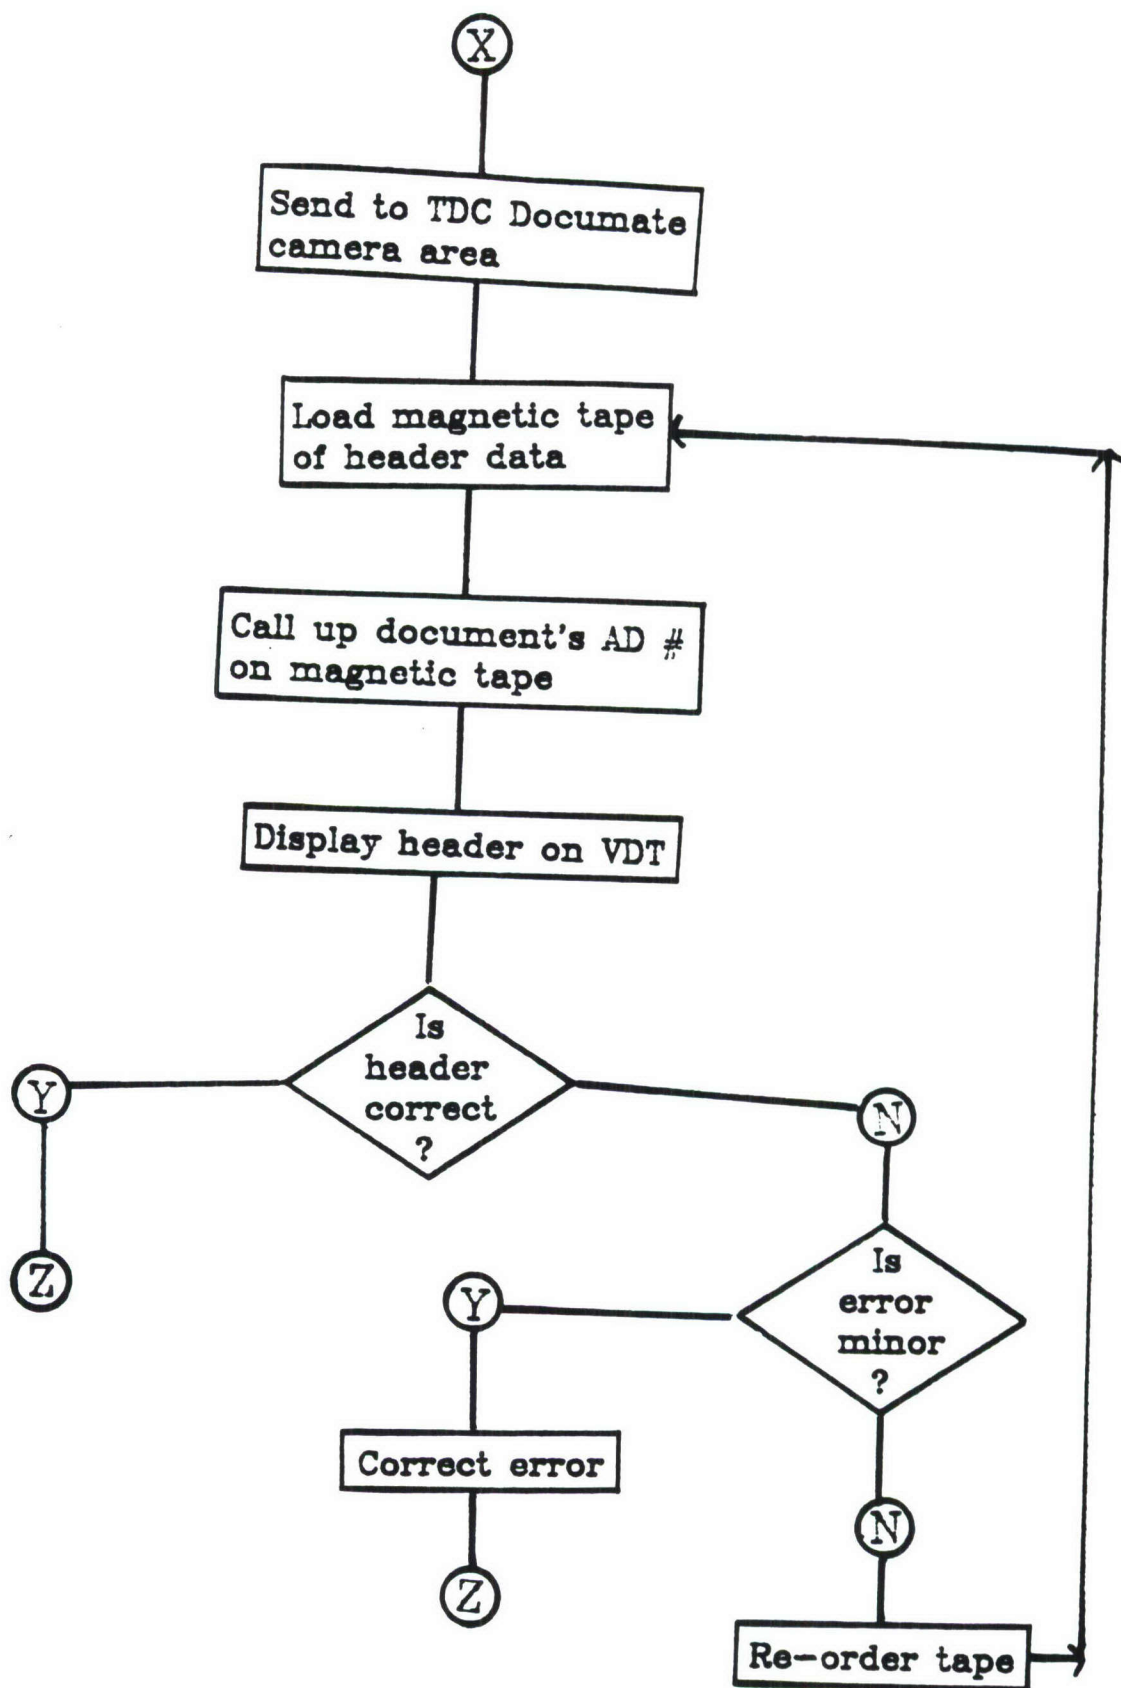 X
Send to TDC Documate
camera area
Load magnetic tape
of header data
Call up document's AD #
on magnetic tape
Display header on VDT
Is
header
correct
?
Y
N
Z
Is
error
minor
?
Y
Correct error
Z
N
Re-order tape